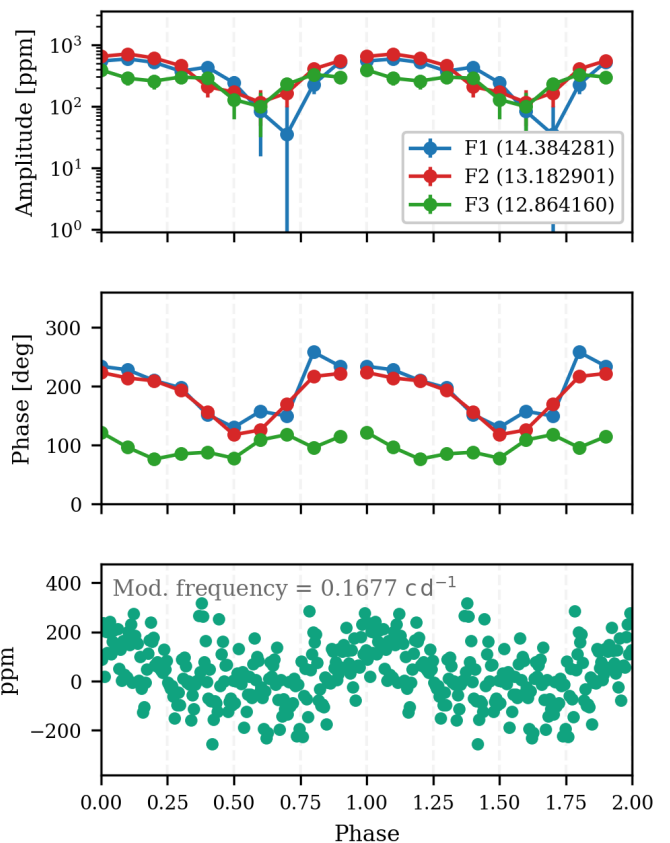 Amplitude [ppm]
10³
10²
10¹
10⁰
F1 (14.384281)
F2 (13.182901)
F3 (12.864160)
Phase [deg]
300
200
100
0
ppm
400
200
0
−200
Mod. frequency = 0.1677 c d⁻¹
0.00 0.25 0.50 0.75 1.00 1.25 1.50 1.75 2.00
Phase